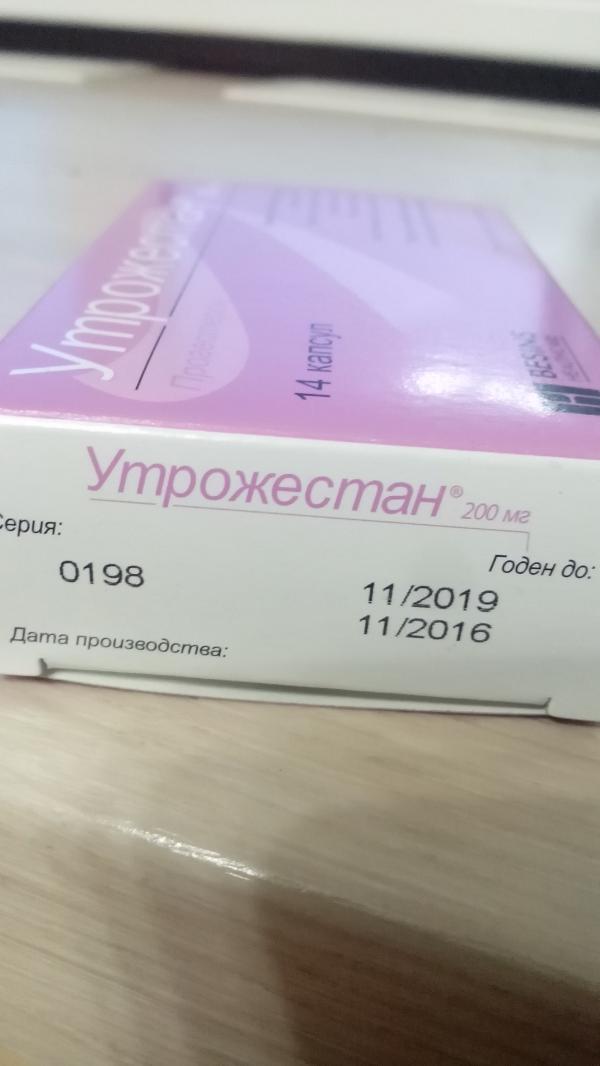 Утрожестан
14 капсул
BESINS
Утрожестан® 200 мг
Серия:
Годен до:
0198
11/2019
11/2016
Дата производства: